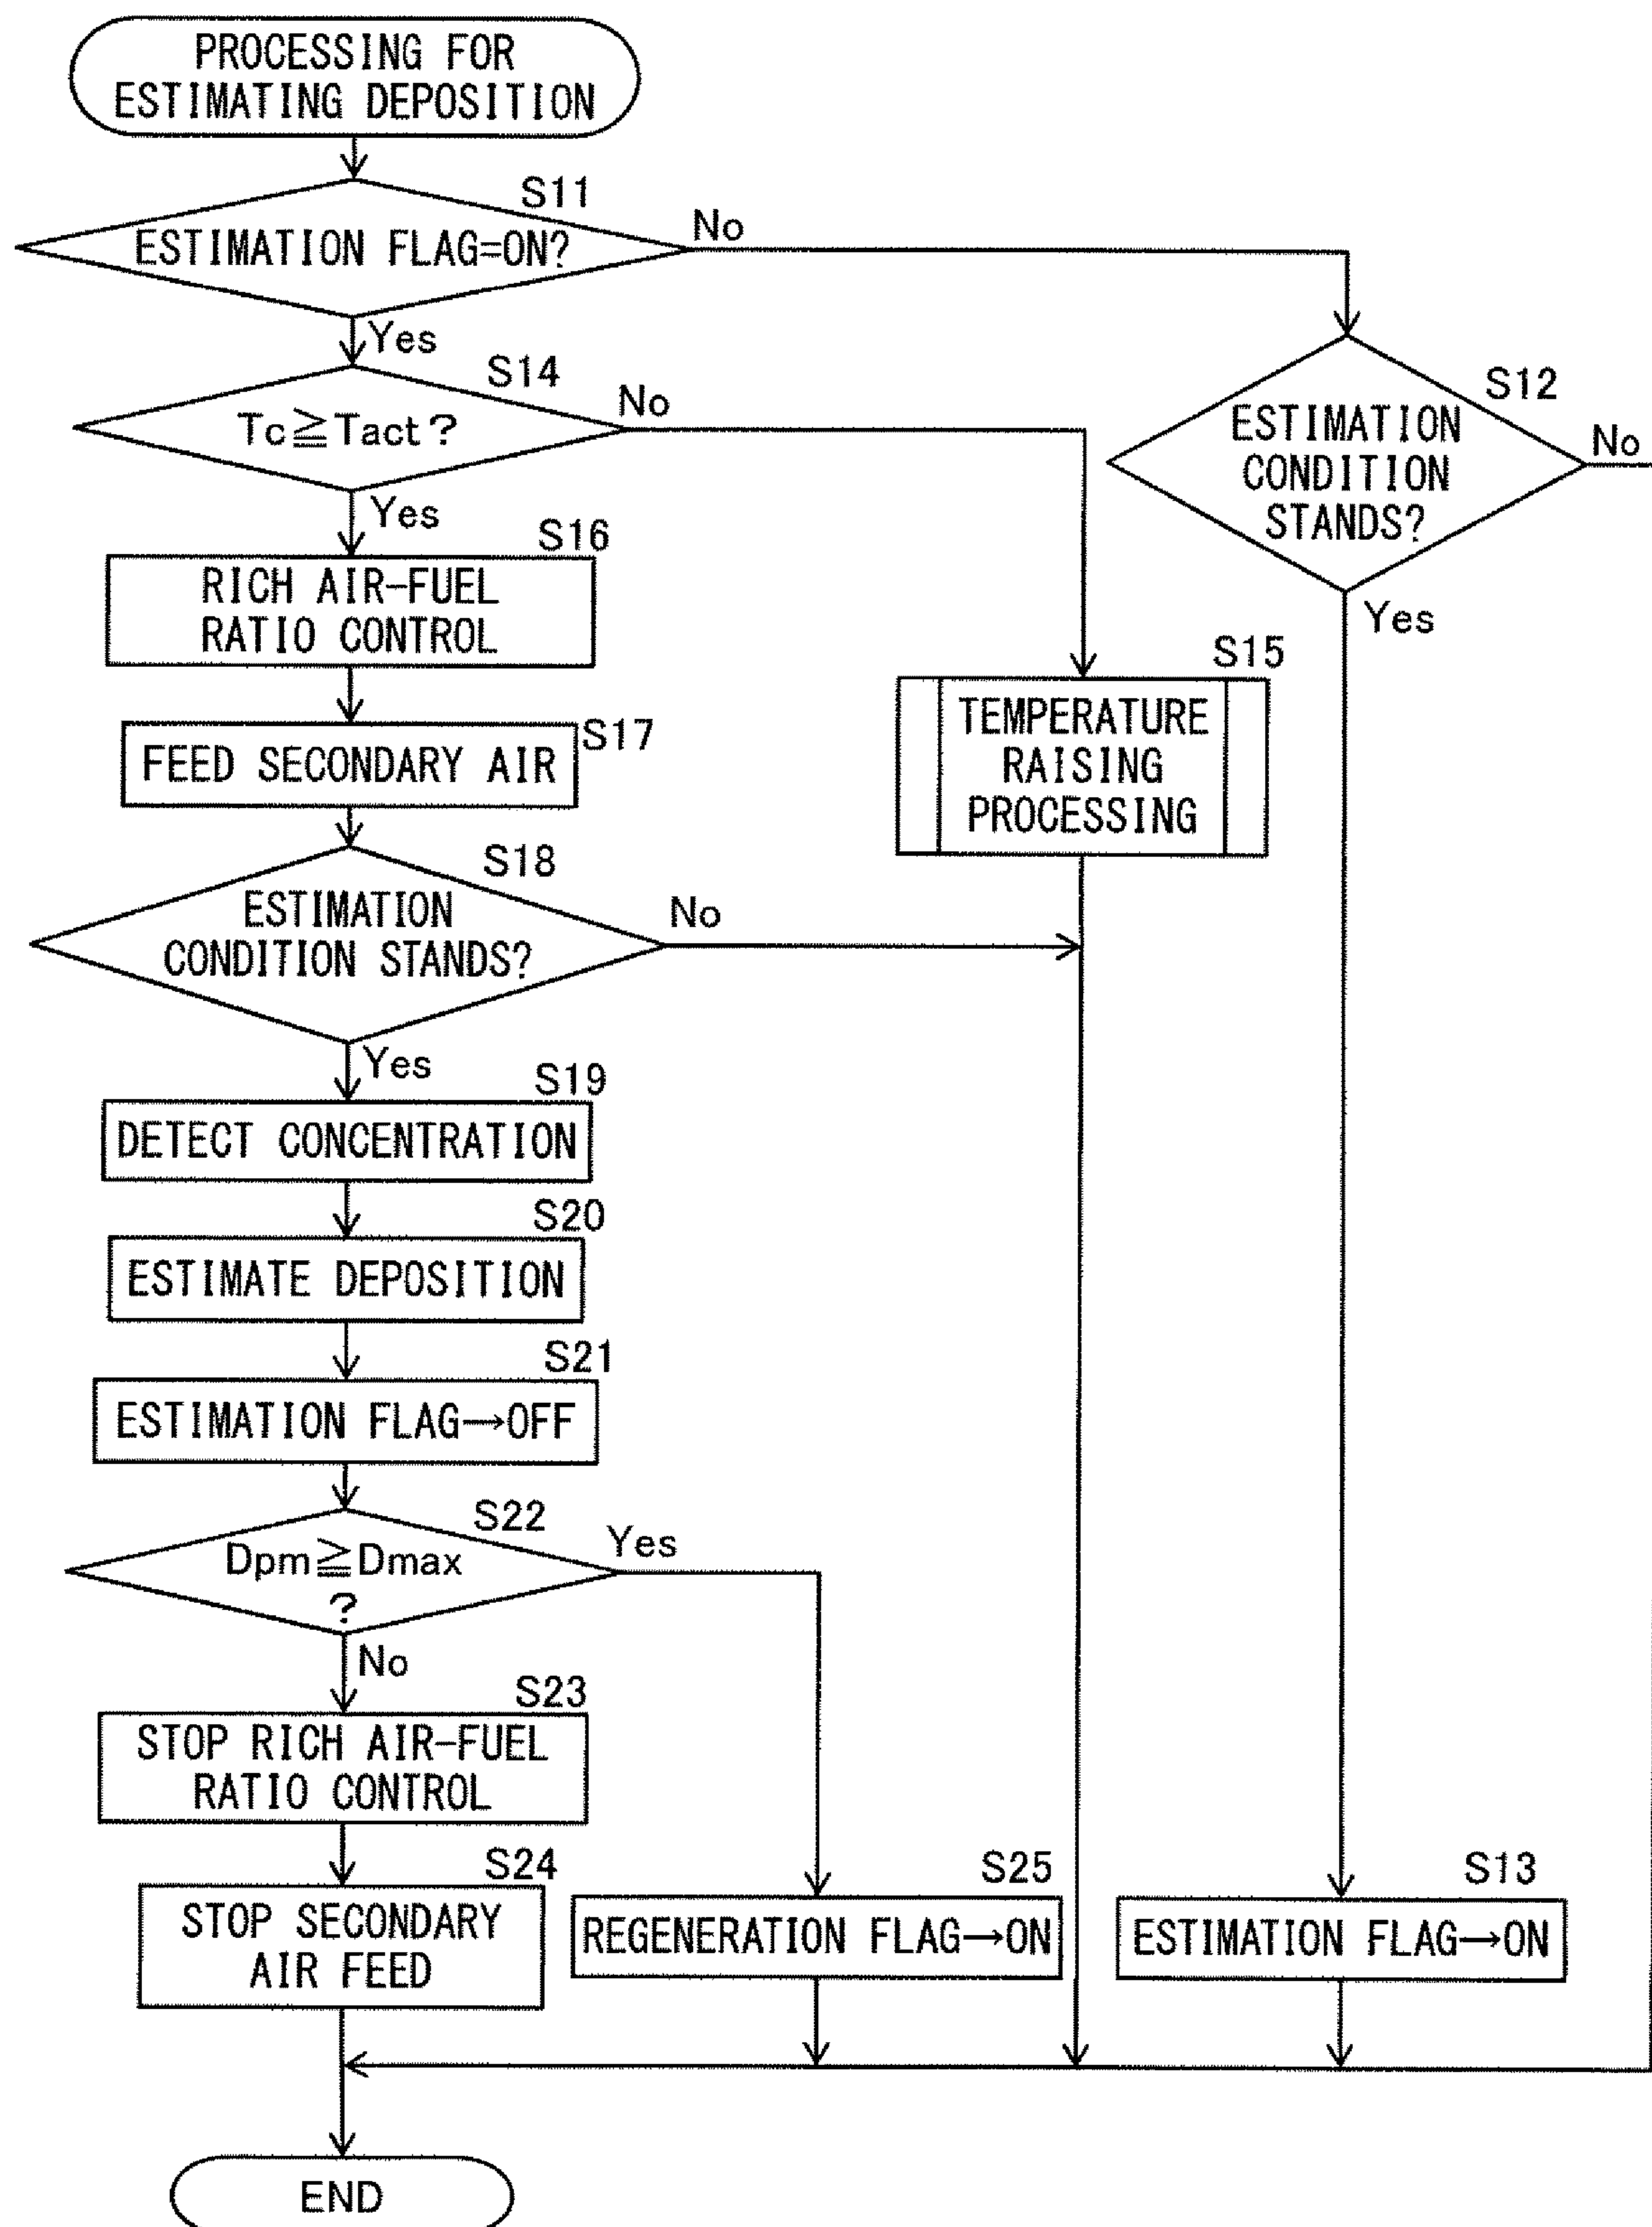 PROCESSING FOR
ESTIMATING DEPOSITION
S11
ESTIMATION FLAG=ON?
No
Yes
S14
Tc≧Tact?
No
Yes
S12
ESTIMATION
CONDITION
STANDS?
No
Yes
S16
RICH AIR-FUEL
RATIO CONTROL
S15
TEMPERATURE
RAISING
PROCESSING
S17
FEED SECONDARY AIR
S18
ESTIMATION
CONDITION STANDS?
No
Yes
S19
DETECT CONCENTRATION
S20
ESTIMATE DEPOSITION
S21
ESTIMATION FLAG→OFF
S22
Dpm≧Dmax
?
Yes
No
S23
STOP RICH AIR-FUEL
RATIO CONTROL
S24
STOP SECONDARY
AIR FEED
S25
REGENERATION FLAG→ON
S13
ESTIMATION FLAG→ON
END